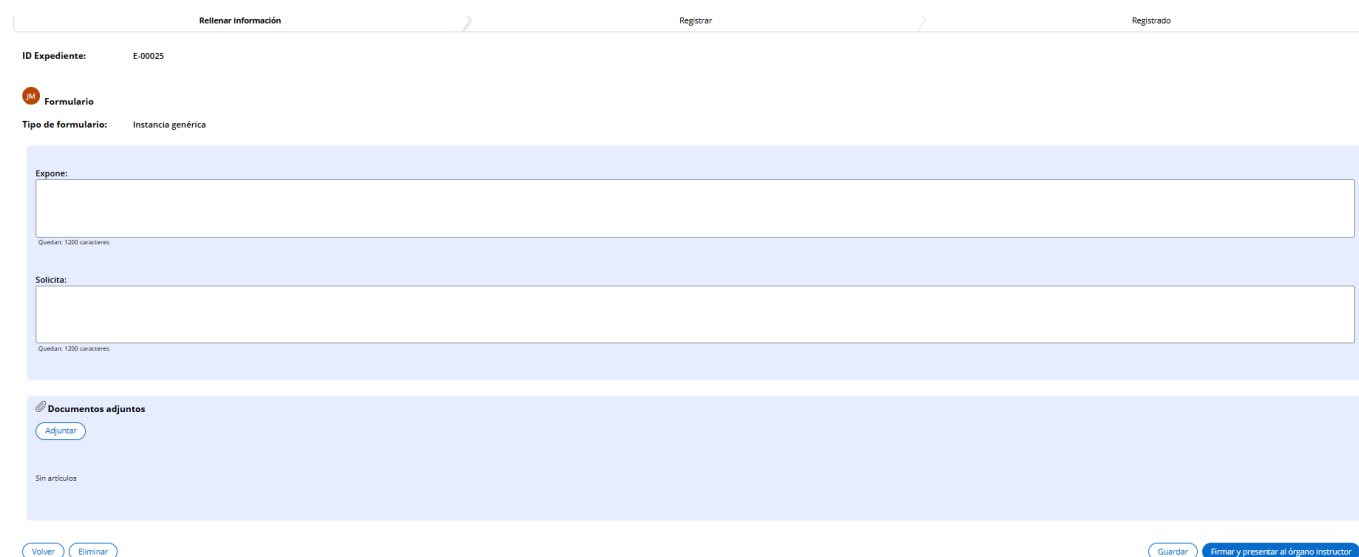 Rellenar información Registrar Registrado
ID Expediente: E-00025
JM Formulario
Tipo de formulario: Instancia genérica
Expone:
Quedan: 1200 caracteres
Solicita:
Quedan: 1200 caracteres
Documentos adjuntos
Adjuntar
Sin artículos
Volver Eliminar Guardar Firmar y presentar al órgano instructor